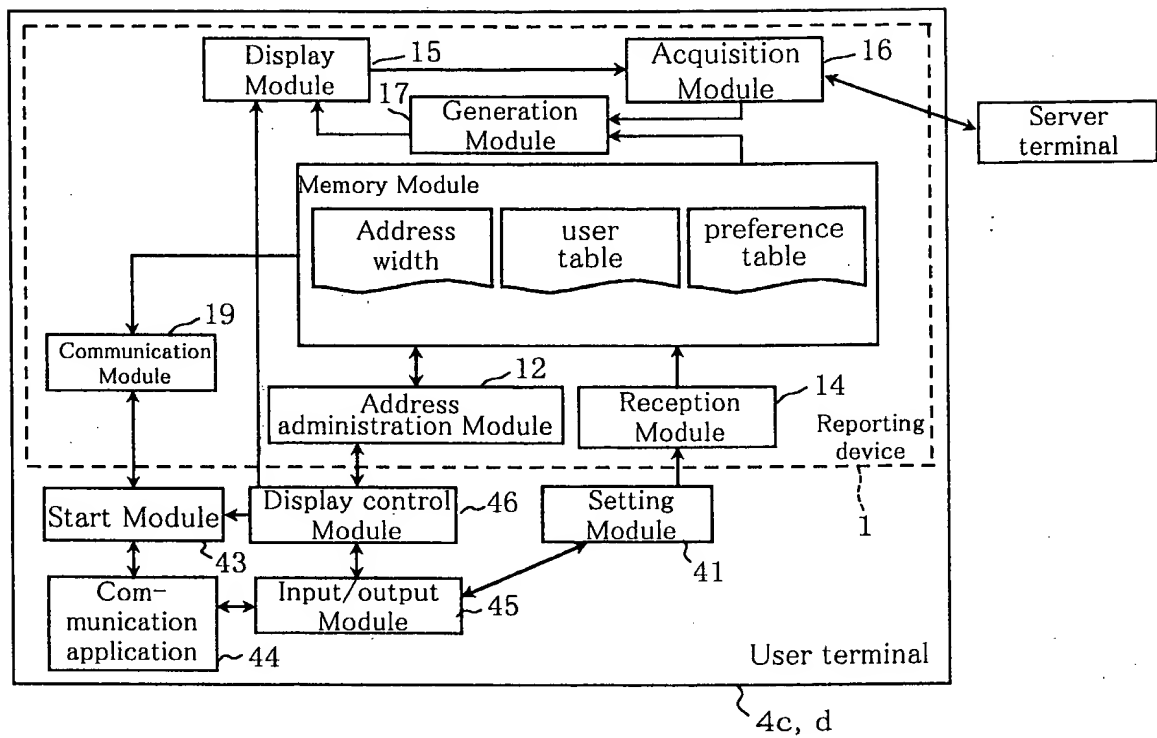 Display
Module
15
Acquisition
Module
16
17
Generation
Module
Server
terminal
Memory Module
Address
width
user
table
preference
table
19
Communication
Module
12
Address
administration Module
14
Reception
Module
Reporting
device
1
Start Module
43
Display control
Module
46
Setting
Module
41
Com-
munication
application
44
Input/output
Module
45
User terminal
4c, d